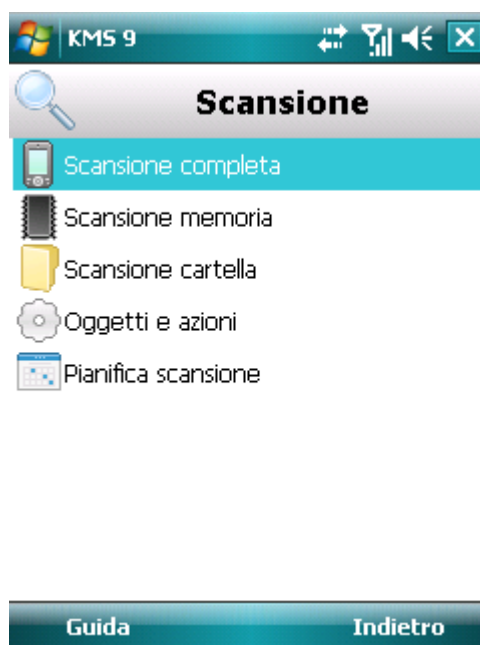 KMS 9
Scansione
Scansione completa
Scansione memoria
Scansione cartella
Oggetti e azioni
Pianifica scansione
Guida Indietro